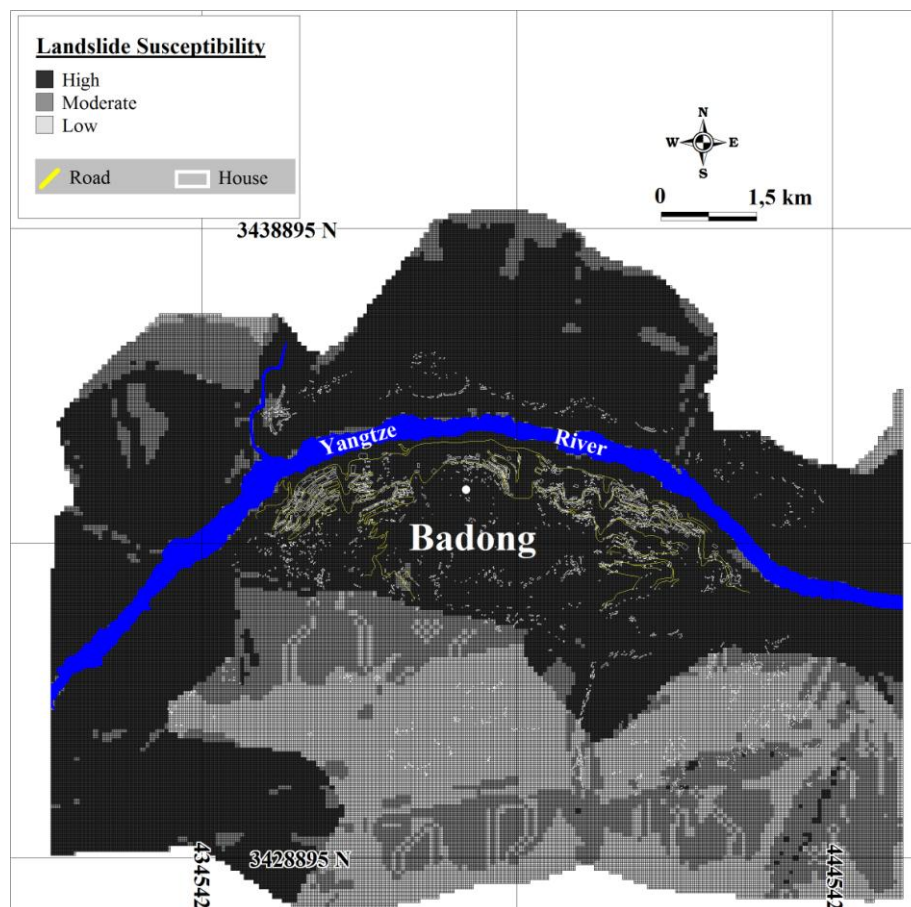 Landslide Susceptibility
High
Moderate
Low
Road
House
N
W
E
S
0
1,5 km
3438895 N
Yangtze
River
Badong
3428895 N
434542
444542